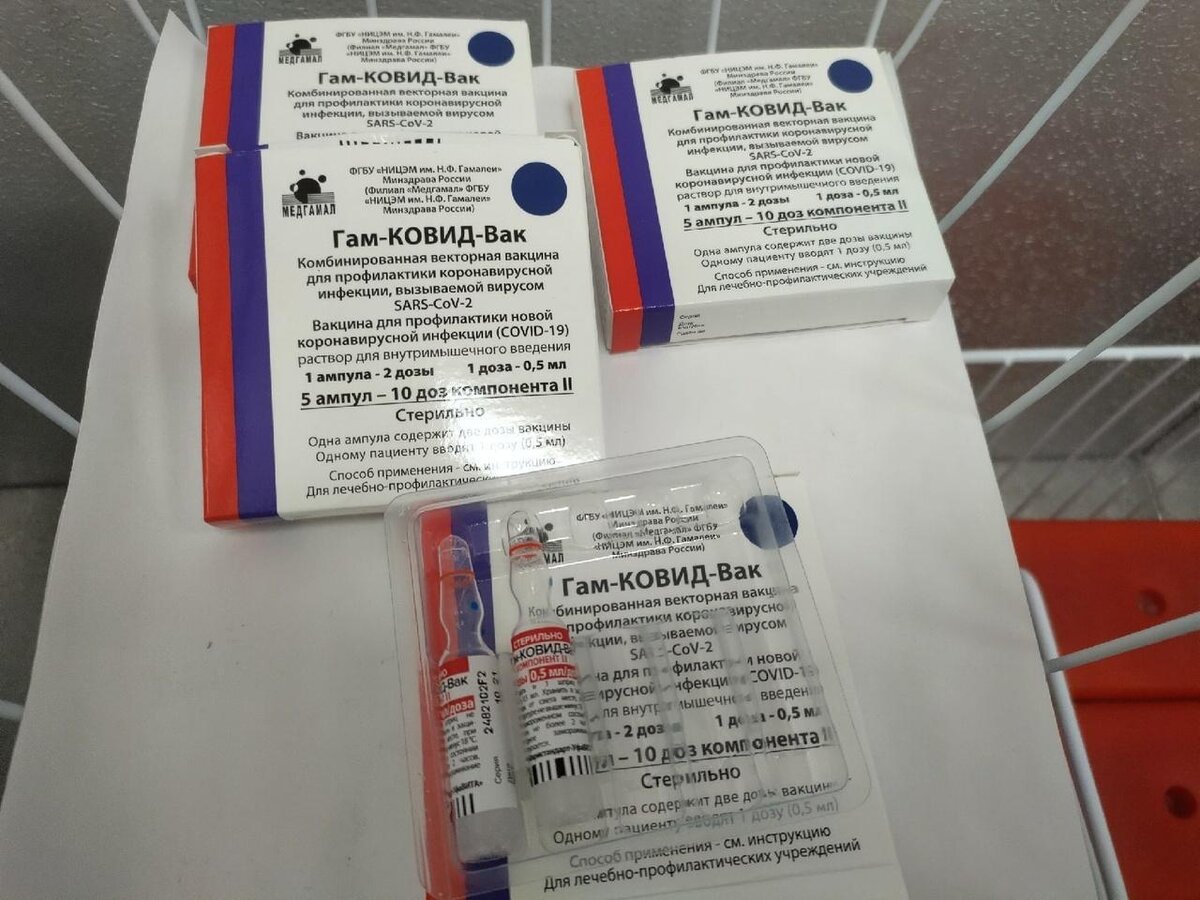 ФГБУ «НИЦЭМ им. Н.Ф. Гамалеи»
Минздрава России
(Филиал «Медгамал» ФГБУ
«НИЦЭМ им. Н.Ф. Гамалеи»
Минздрава России)
МЕДГАМАЛ
Гам-КОВИД-Вак
Комбинированная векторная вакцина
для профилактики коронавирусной
инфекции, вызываемой вирусом
SARS-CoV-2
ФГБУ «НИЦЭМ им. Н.Ф. Гамалеи»
Минздрава России
(Филиал «Медгамал» ФГБУ
«НИЦЭМ им. Н.Ф. Гамалеи»
Минздрава России)
МЕДГАМАЛ
Гам-КОВИД-Вак
Комбинированная векторная вакцина
для профилактики коронавирусной
инфекции, вызываемой вирусом
SARS-CoV-2
Вакцина для профилактики новой
коронавирусной инфекции (COVID-19)
раствор для внутримышечного введения
1 ампула - 2 дозы 1 доза - 0,5 мл
5 ампул – 10 доз компонента II
Стерильно
Одна ампула содержит две дозы вакцины
Одному пациенту вводят 1 дозу (0,5 мл)
Способ применения - см. инструкцию
Для лечебно-профилактических учреждений
ФГБУ «НИЦЭМ им. Н.Ф. Гамалеи»
Минздрава России
(Филиал «Медгамал» ФГБУ
«НИЦЭМ им. Н.Ф. Гамалеи»
Минздрава России)
МЕДГАМАЛ
Гам-КОВИД-Вак
Комбинированная векторная вакцина
для профилактики коронавирусной
инфекции, вызываемой вирусом
SARS-CoV-2
Вакцина для профилактики новой
коронавирусной инфекции (COVID-19)
раствор для внутримышечного введения
1 ампула - 2 дозы 1 доза - 0,5 мл
5 ампул – 10 доз компонента II
Стерильно
Одна ампула содержит две дозы вакцины
Одному пациенту вводят 1 дозу (0,5 мл)
Способ применения - см. инструкцию
Для лечебно-профилактическ
ФГБУ «НИЦЭМ им. Н.Ф. Гамалеи»
Минздрава России
(Филиал «Медгамал» ФГБУ
«НИЦЭМ им. Н.Ф. Гамалеи»
Минздрава России)
Гам-КОВИД-Вак
Комбинированная векторная вакцина
профилактики коронавирусной
вызываемой вирусом
SARS-CoV-2
для профилактики новой
инфекции COVID-19
для внутримышечного введения
- 2 дозы 1 доза - 0,5 мл
– 10 доз компонента II
Стерильно
ампула содержит две дозы вакцины
Одному пациенту вводят 1 дозу (0,5 мл)
Способ применения - см. инструкцию
Для лечебно-профилактических учреждений
СТЕРИЛЬНО
КОВИД-В
КОМПОНЕНТ II
0,5 мл/
Вак
II
доза
Серия 2482102F2
10 21